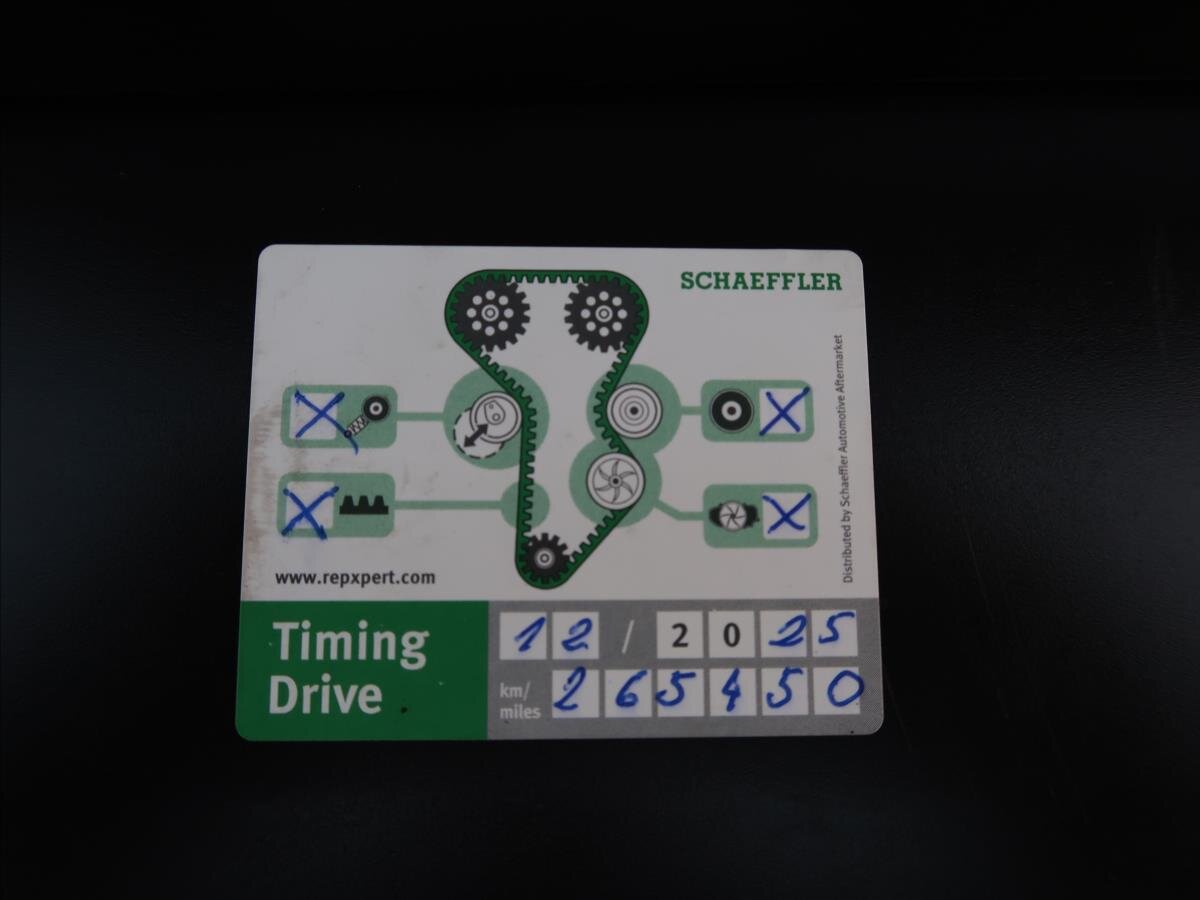 SCHAEFFLER
Distributed by Schaeffler Automotive Aftermarket
www.repxpert.com
Timing
Drive
12 / 2025
km/
miles
265450